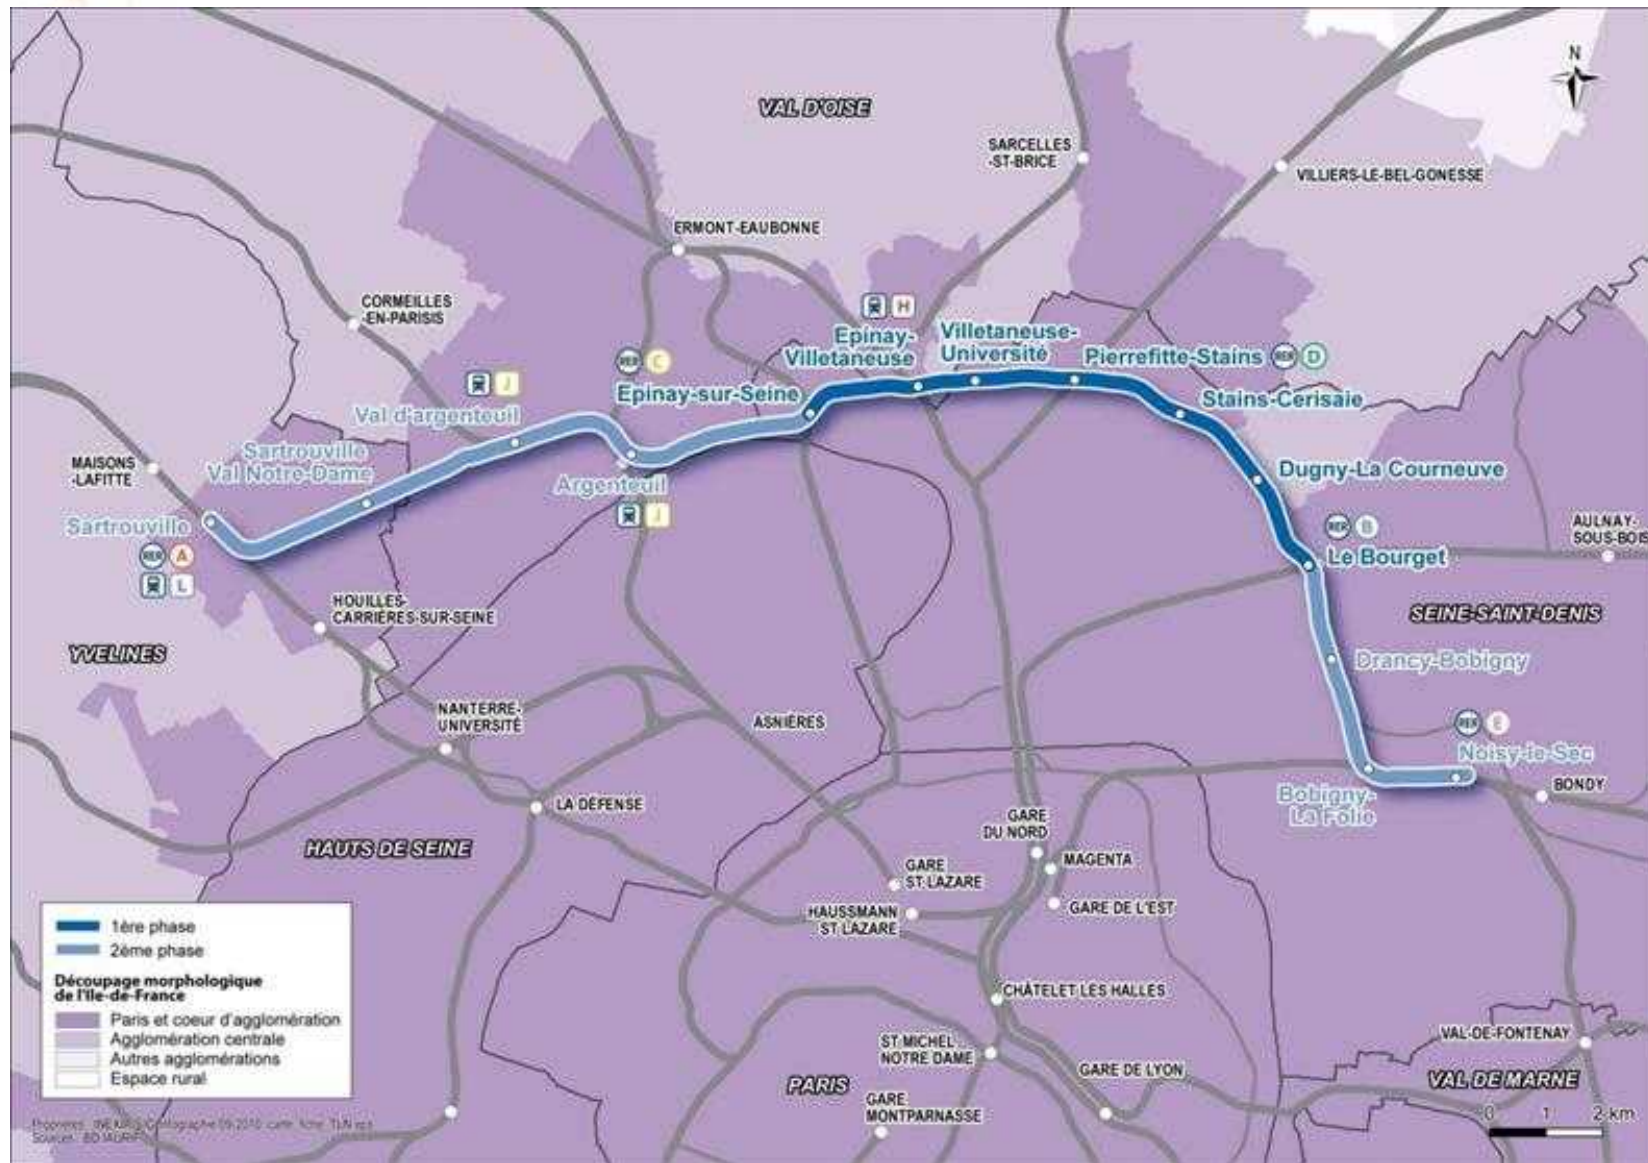 N
VAL D'OISE
SARCELLES
-ST-BRICE
VILLIERS-LE-BEL-GONESSE
ERMONT-EAUBONNE
CORMEILLES
-EN-PARISIS
H
Epinay-
Villetaneuse
Villetaneuse-
Université
Pierrefitte-Stains
RER D
RER C
Epinay-sur-Seine
Stains-Cerisaie
J
Val d'argenteuil
Sartrouville
Val Notre-Dame
MAISONS
-LAFITTE
Argenteuil
J
Dugny-La Courneuve
Sartrouville
RER A
L
RER B
Le Bourget
AULNAY-
SOUS-BOIS
HOUILLES-
CARRIÈRES-SUR-SEINE
SEINE-SAINT-DENIS
YVELINES
Drancy-Bobigny
NANTERRE-
UNIVERSITÉ
ASNIÈRES
RER E
Noisy-le-Sec
BONDY
Bobigny-
La Folie
LA DÉFENSE
HAUTS DE SEINE
GARE
DU NORD
MAGENTA
GARE
ST-LAZARE
GARE DE L'EST
HAUSSMANN
ST LAZARE
CHÂTELET LES HALLES
ST MICHEL
NOTRE DAME
GARE DE LYON
VAL-DE-FONTENAY
PARIS
VAL DE MARNE
GARE
MONTPARNASSE
1ère phase
2ème phase
Découpage morphologique
de l'Ile-de-France
Paris et coeur d'agglomération
Agglomération centrale
Autres agglomérations
Espace rural
0 1 2 km